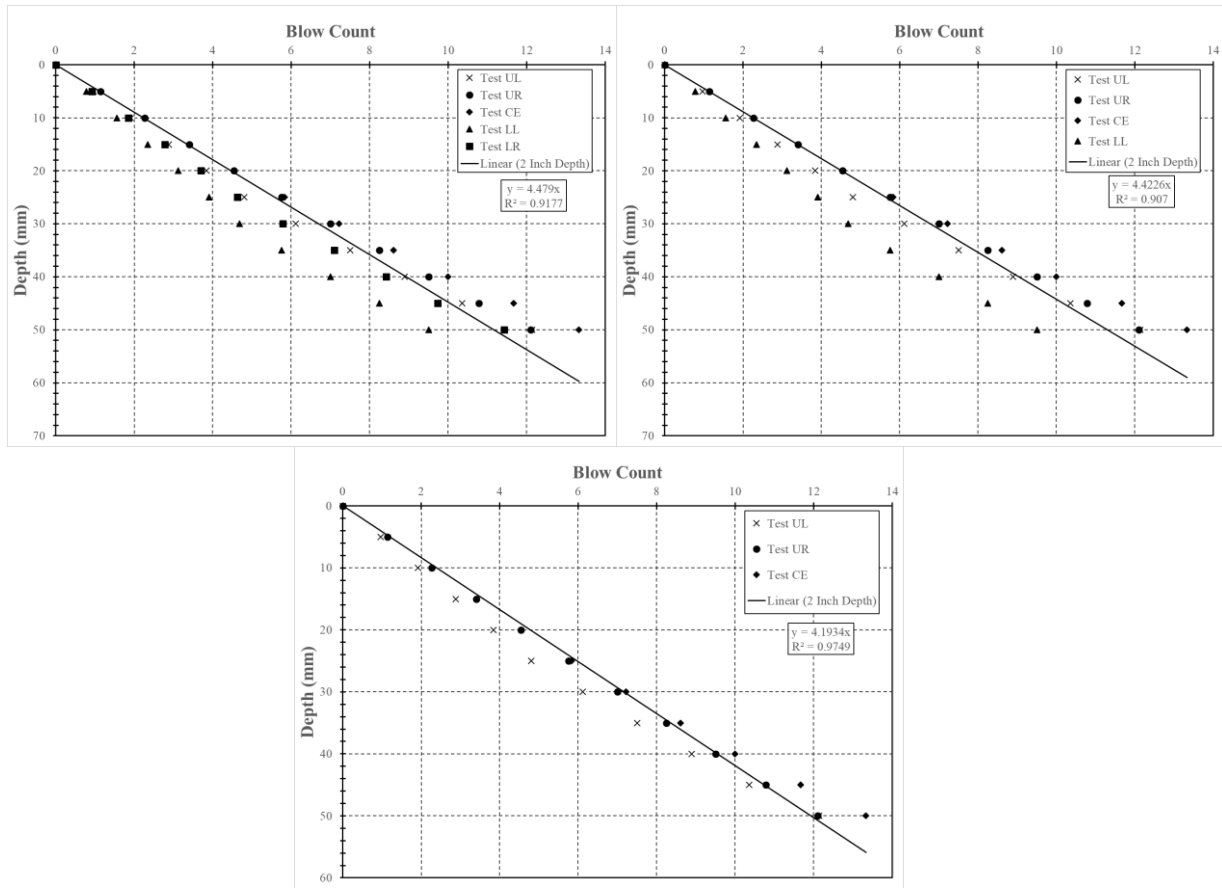 Blow Count
0 2 4 6 8 10 12 14
0
10
20
30
40
50
60
70
Depth (mm)
Test UL
Test UR
Test CE
Test LL
Test LR
Linear (2 Inch Depth)
y = 4.479x
R² = 0.9177
Blow Count
0 2 4 6 8 10 12 14
0
10
20
30
40
50
60
70
Depth (mm)
Test UL
Test UR
Test CE
Test LL
Linear (2 Inch Depth)
y = 4.4226x
R² = 0.907
Blow Count
0 2 4 6 8 10 12 14
0
10
20
30
40
50
60
Depth (mm)
Test UL
Test UR
Test CE
Linear (2 Inch Depth)
y = 4.1934x
R² = 0.9749